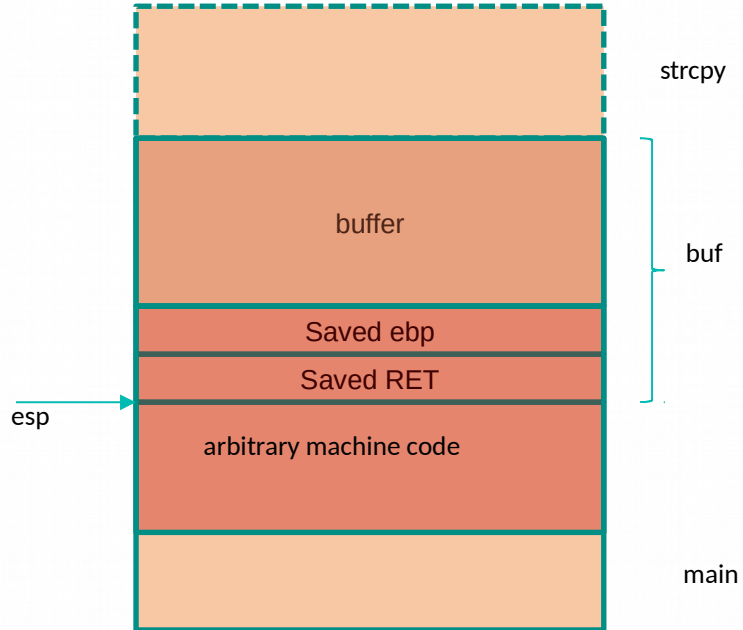 strcpy
buffer
buf
Saved ebp
Saved RET
esp
arbitrary machine code
main